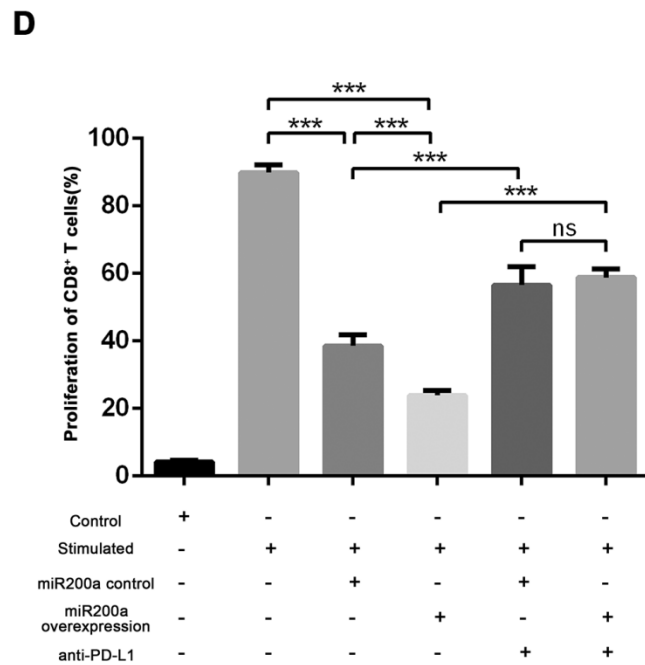 D
***
*** ***
***
***
ns
Proliferation of CD8⁺ T cells(%)
100
80
60
40
20
0
Control + - - - - -
Stimulated - + + + + +
miR200a control - - + - + -
miR200a
overexpression - - - + - +
anti-PD-L1 - - - - + +